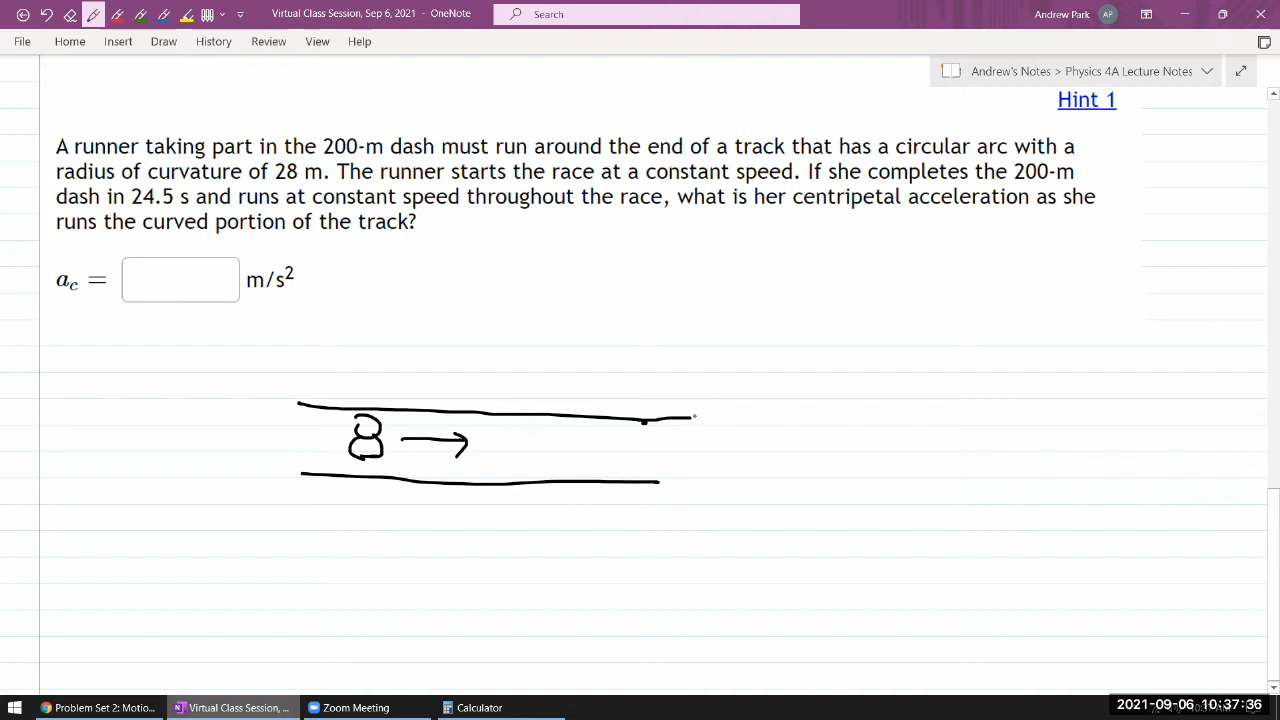 Virtual Class Session, Sep 6, 2021 - OneNote
Search
Andrew Park
AP
File Home Insert Draw History Review View Help
Andrew's Notes > Physics 4A Lecture Notes
Hint 1
A runner taking part in the 200-m dash must run around the end of a track that has a circular arc with a
radius of curvature of 28 m. The runner starts the race at a constant speed. If she completes the 200-m
dash in 24.5 s and runs at constant speed throughout the race, what is her centripetal acceleration as she
runs the curved portion of the track?
a_c = m/s²
8 →
Problem Set 2: Motio... Virtual Class Session, ... Zoom Meeting Calculator
2021-09-06 10:37:36